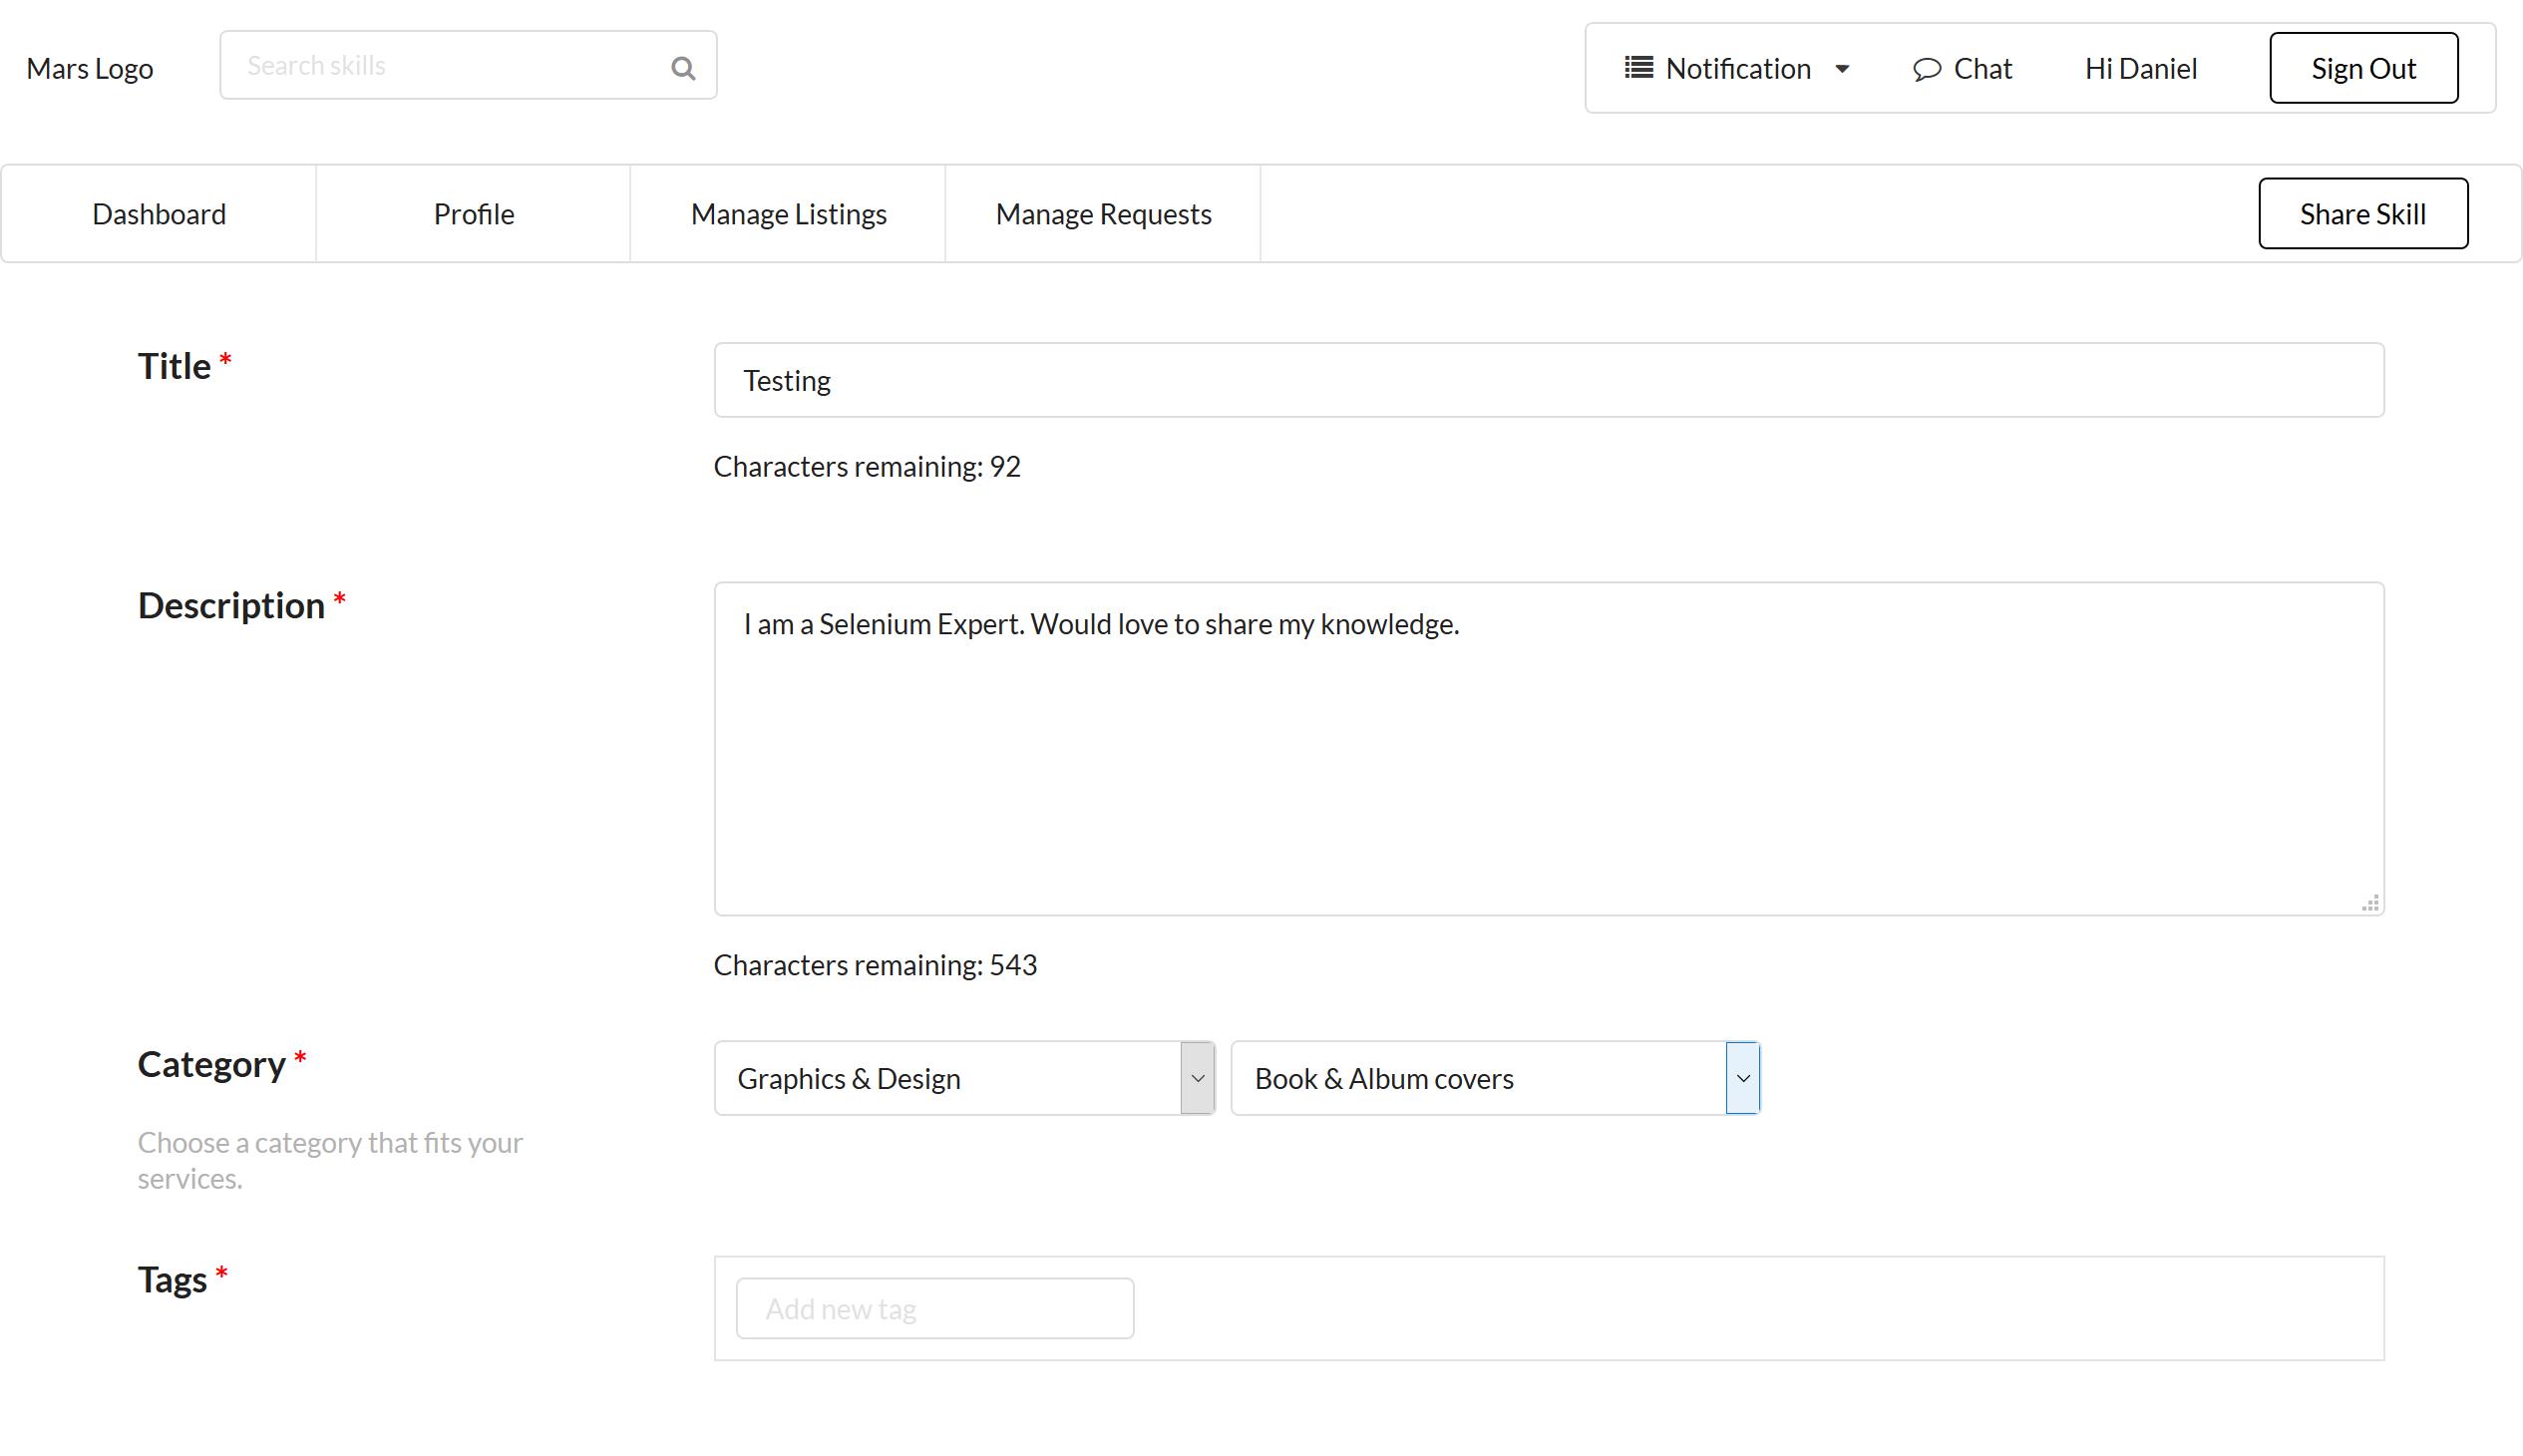 Mars Logo
Search skills
Notification
Chat
Hi Daniel
Sign Out
Dashboard
Profile
Manage Listings
Manage Requests
Share Skill
Title *
Testing
Characters remaining: 92
Description *
I am a Selenium Expert. Would love to share my knowledge.
Characters remaining: 543
Category *
Graphics & Design
Book & Album covers
Choose a category that fits your
services.
Tags *
Add new tag